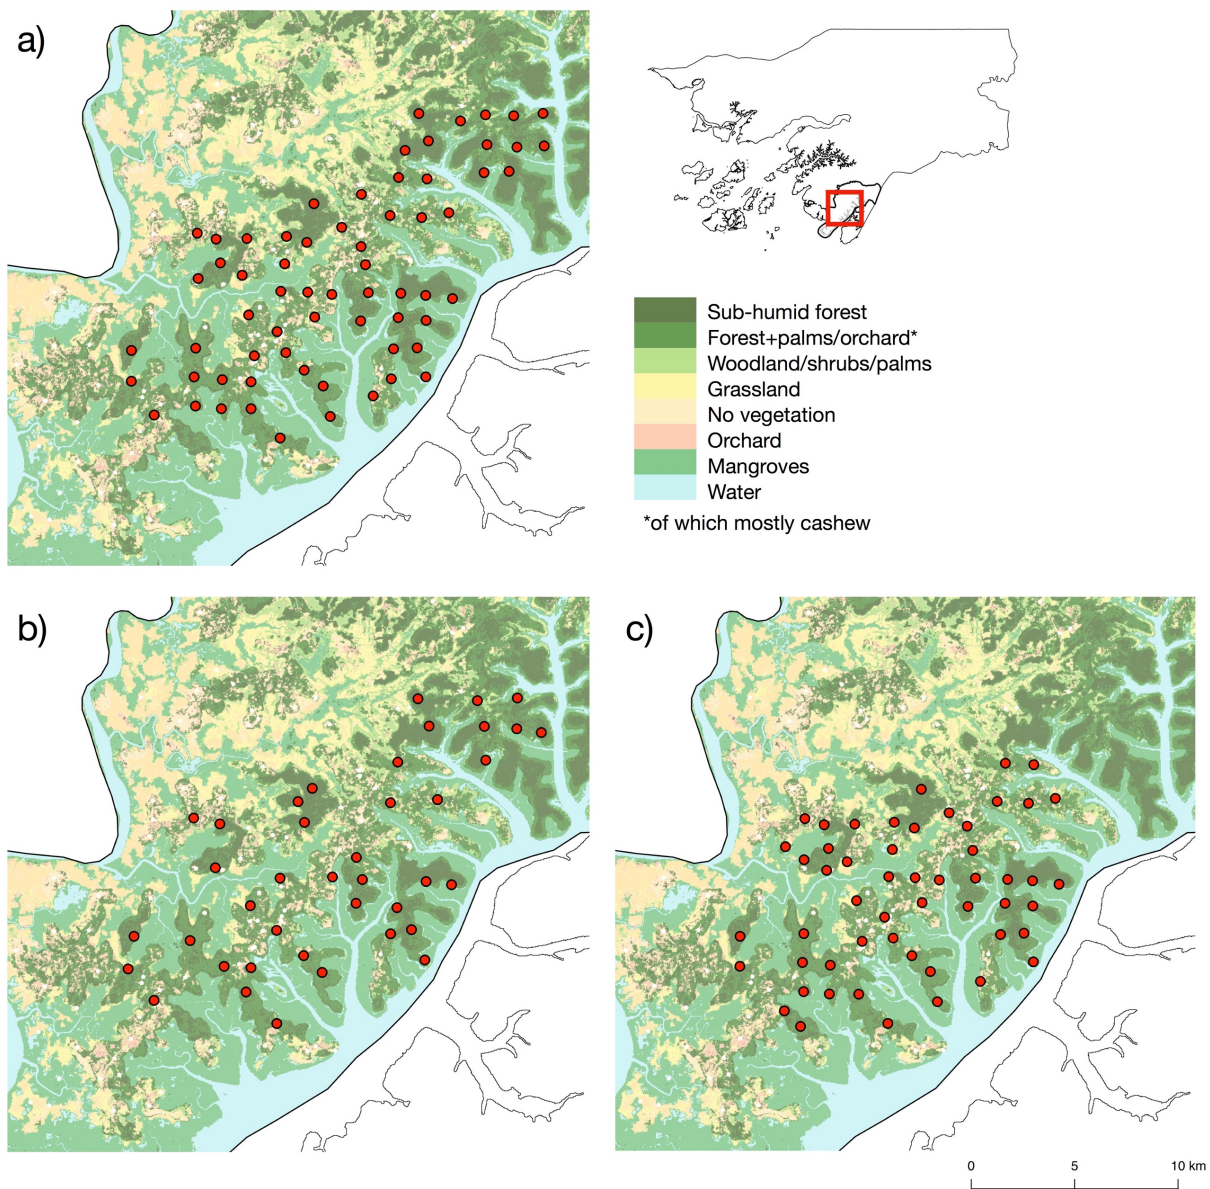 a)
Sub-humid forest
Forest+palms/orchard*
Woodland/shrubs/palms
Grassland
No vegetation
Orchard
Mangroves
Water
*of which mostly cashew
b)
c)
0 5 10 km